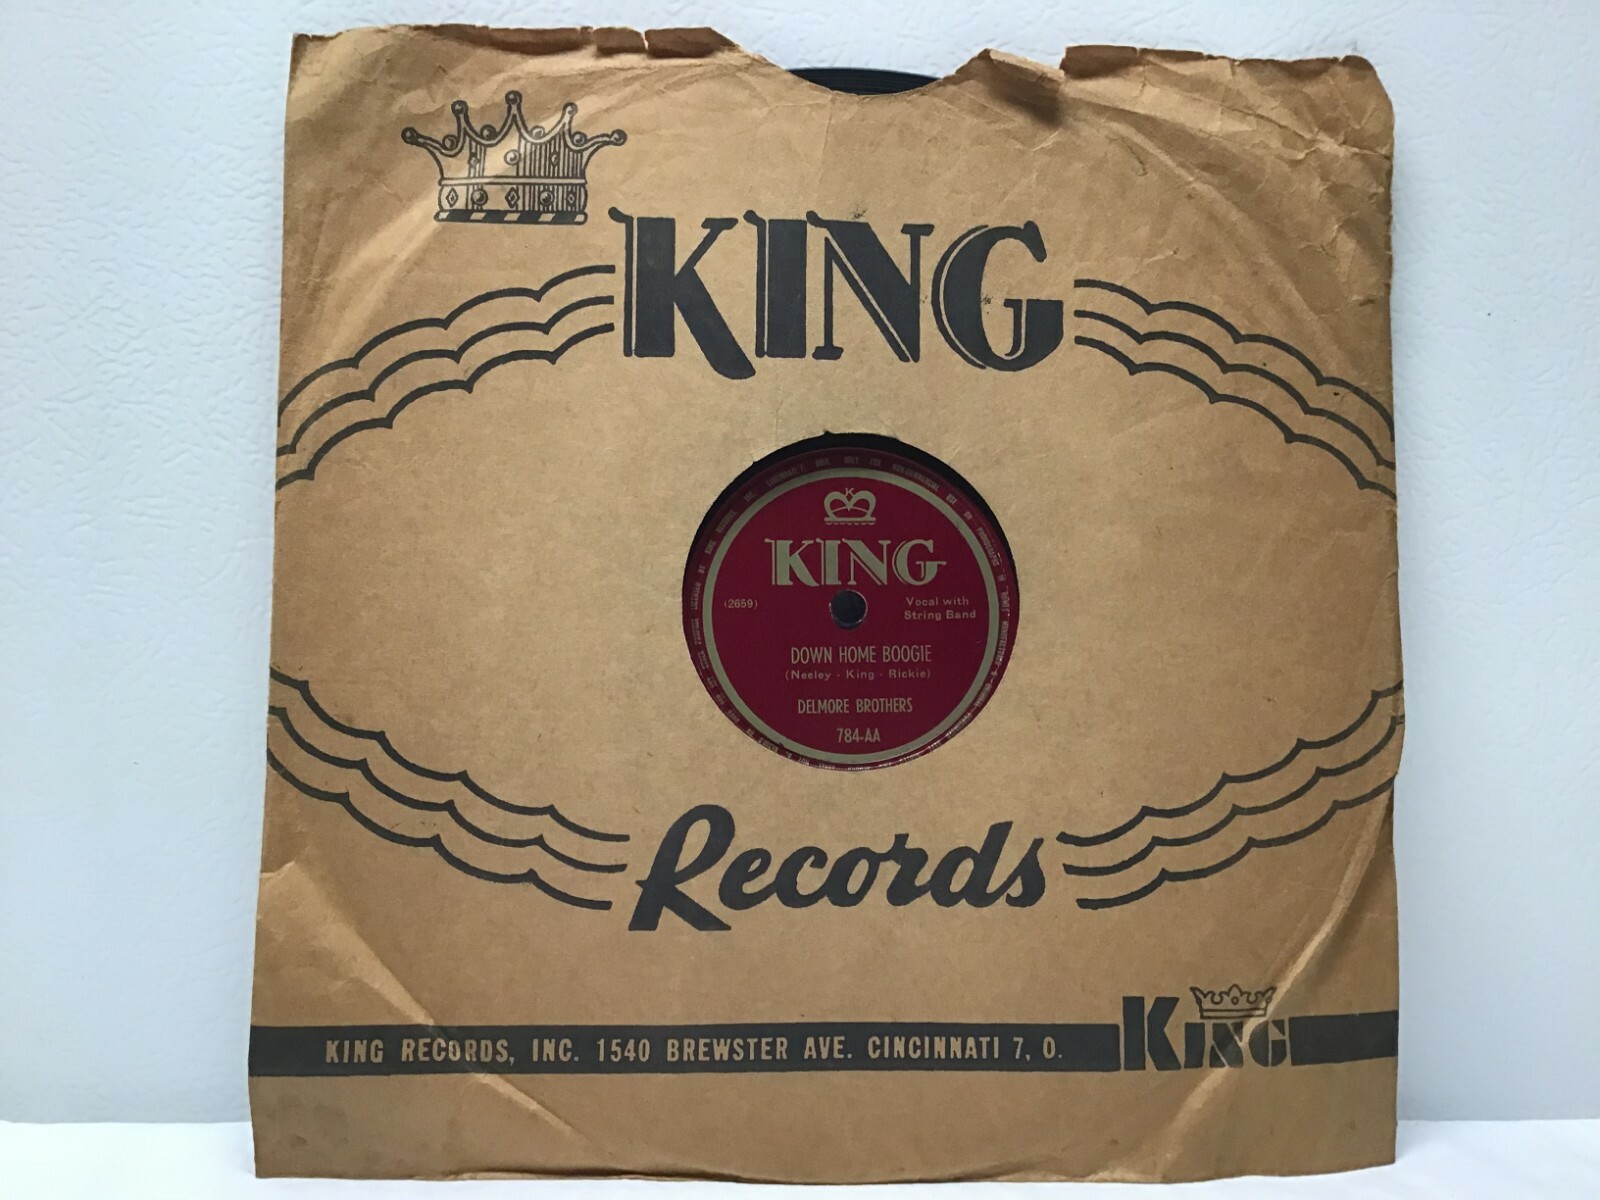 KING
K
KING
(2659)
Vocal with
String Band
DOWN HOME BOOGIE
(Neeley - King - Rickie)
DELMORE BROTHERS
784-AA
Records
KING RECORDS, INC. 1540 BREWSTER AVE. CINCINNATI 7, O.
KING